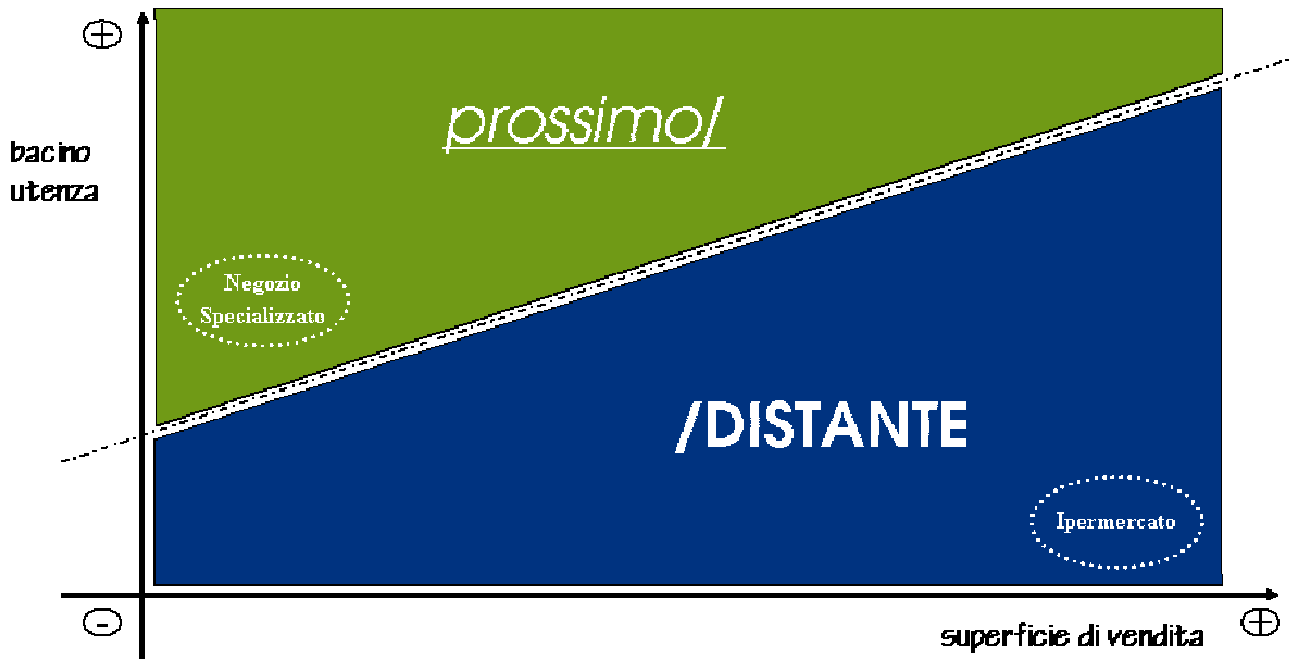 +
prossimo/
bacino
utenza
Negozio
Specializzato
/DISTANTE
Ipermercato
-
+
superficie di vendita